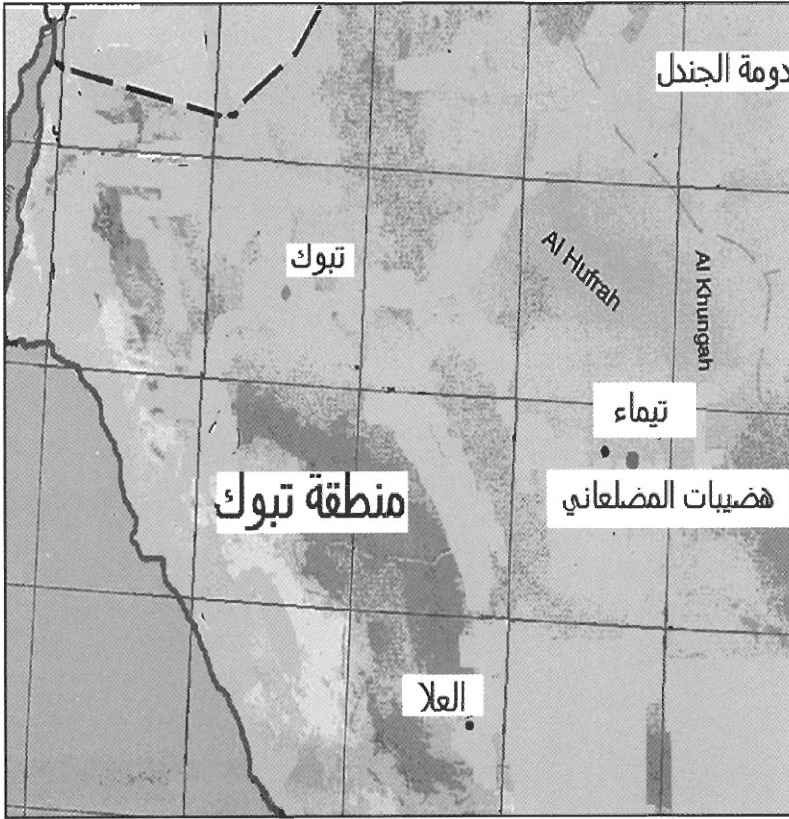 دومة الجندل
تبوك
Al Hufrah
Al Khungah
تيماء
منطقة تبوك
هضيبات المضلعاني
العلا